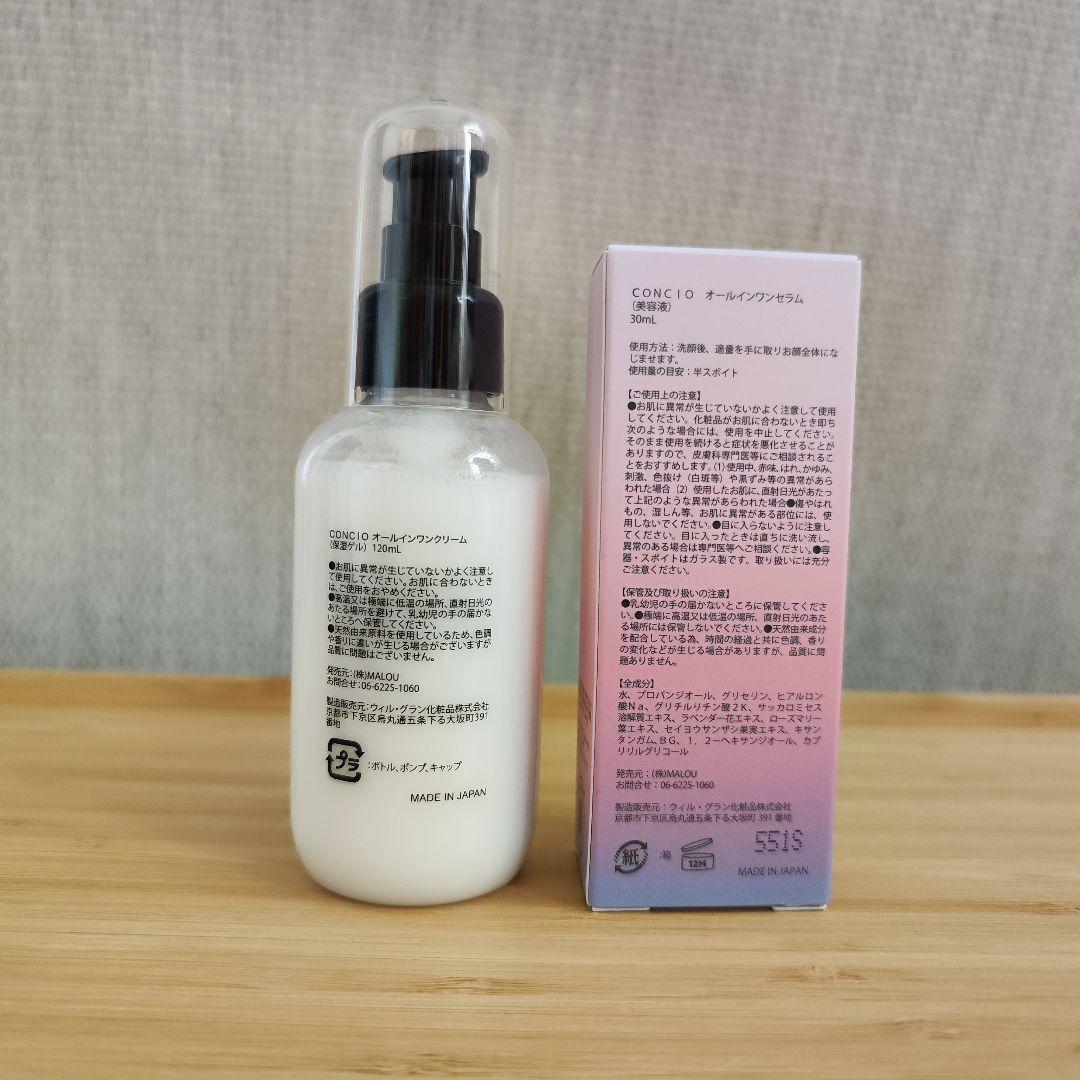 CONCIO オールインワンクリーム
(保湿ゲル) 120mL
●お肌に異常が生じていないかよく注意し
て使用してください。お肌に合わないとき
は、ご使用をおやめください。
●高温又は極端に低温の場所、直射日光の
あたる場所を避けて、乳幼児の手の届かな
いところへ保管してください。
●天然由来原料を使用しているため、色調
や香りに違いが生じる場合がございますが
品質に問題はございません。
発売元:(株)MALOU
お問合せ:06-6225-1060
製造販売元:ウィル・グラン化粧品株式会社
京都市下京区烏丸通五条下る大坂町391
番地
プラ
:ボトル、ポンプ、キャップ
MADE IN JAPAN
CONCIO オールインワンセラム
(美容液)
30mL
使用方法:洗顔後、適量を手に取りお顔全体にな
じませます。
使用量の目安:半スポイト
【ご使用上の注意】
●お肌に異常が生じていないかよく注意して使用
してください。化粧品がお肌に合わないとき即ち
次のような場合には、使用を中止してください。
そのまま使用を続けると症状を悪化させることが
ありますので、皮膚科専門医等にご相談されるこ
とをおすすめします。(1)使用中、赤味、はれ、かゆみ、
刺激、色抜け(白斑等)や黒ずみ等の異常があら
われた場合(2)使用したお肌に、直射日光があたっ
て上記のような異常があらわれた場合●傷やはれ
もの、湿しん等、お肌に異常がある部位には、使
用しないでください。●目に入らないように注意し
てください。目に入ったときは直ちに洗い流し、
異常のある場合は専門医等へご相談ください。●容
器・スポイトはガラス製です。取り扱いには充分
ご注意ください。
【保管及び取り扱いの注意】
●乳幼児の手の届かないところに保管してくださ
い。●極端に高温又は低温の場所、直射日光のあた
る場所には保管しないでください。●天然由来成分
を配合している為、時間の経過と共に色調、香り
の変化などが生じる場合がありますが、品質に問
題ありません。
【全成分】
水、プロパンジオール、グリセリン、ヒアルロン
酸Na、グリチルリチン酸2K、サッカロミセス
溶解質エキス、ラベンダー花エキス、ローズマリー
葉エキス、セイヨウサンザシ果実エキス、キサン
タンガム、BG、1,2-ヘキサンジオール、カプ
リリルグリコール
発売元:(株)MALOU
お問合せ:06-6225-1060
製造販売元:ウィル・グラン化粧品株式会社
京都市下京区烏丸通五条下る大坂町 391 番地
紙
:箱
12M
551S
MADE IN JAPAN